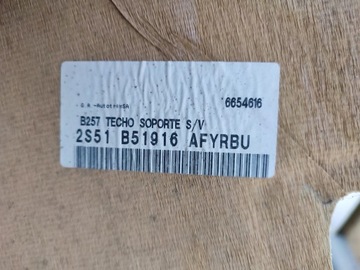 6654616
B257 TECHO SOPORTE S/V
2S51 B51916 AFYRBU